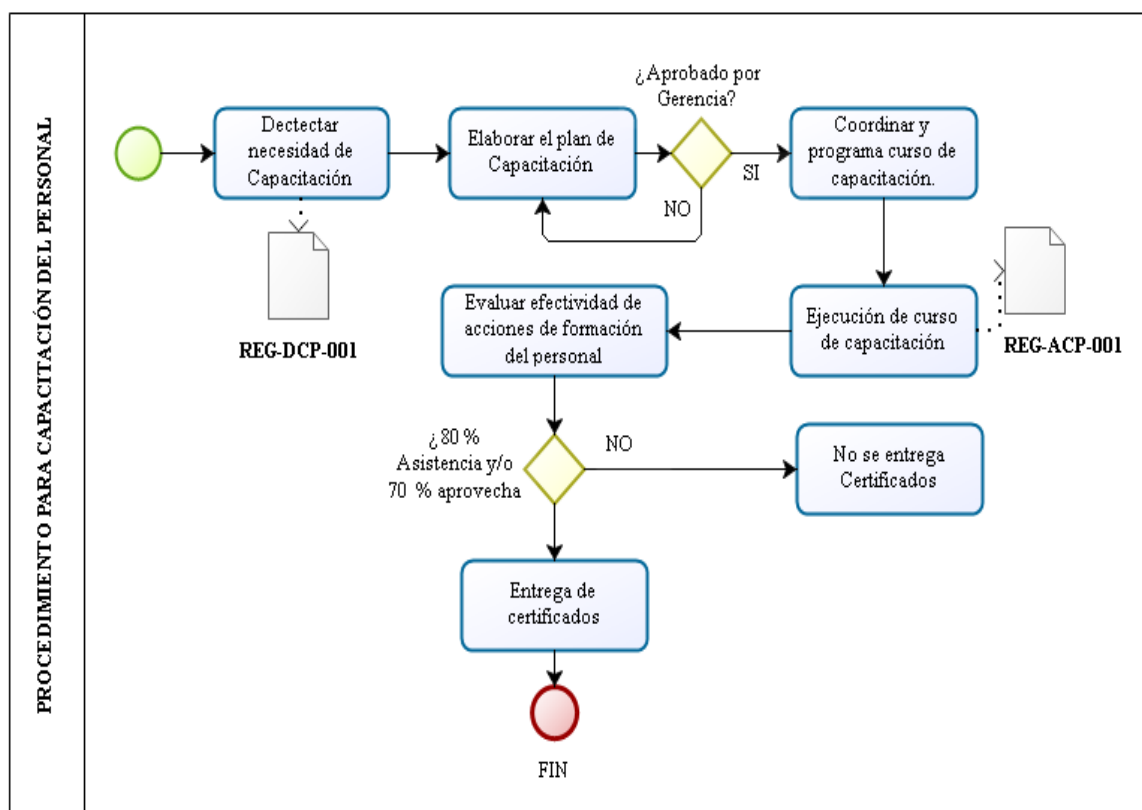 PROCEDIMIENTO PARA CAPACITACIÓN DEL PERSONAL
Dectectar
necesidad de
Capacitación
REG-DCP-001
Elaborar el plan de
Capacitación
¿Aprobado por
Gerencia?
SI
NO
Coordinar y
programa curso de
capacitación.
Ejecución de curso
de capacitación
REG-ACP-001
Evaluar efectividad de
acciones de formación
del personal
¿80 %
Asistencia y/o
70 % aprovecha
NO
No se entrega
Certificados
Entrega de
certificados
FIN